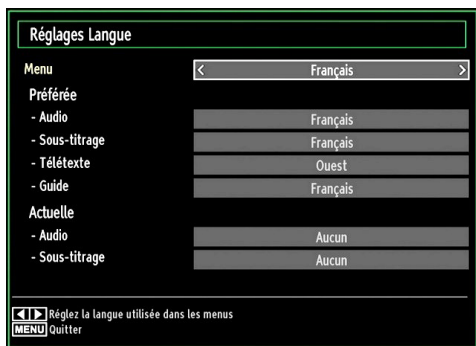 Réglages Langue
Menu < Français >
Préférée
- Audio Français
- Sous-titrage Français
- Télétexte Ouest
- Guide Français
Actuelle
- Audio Aucun
- Sous-titrage Aucun
Réglez la langue utilisée dans les menus
MENU Quitter